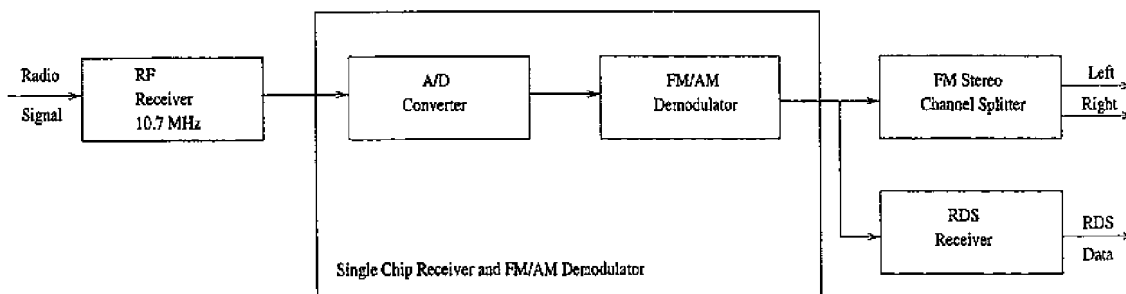 Radio
Signal
RF
Receiver
10.7 MHz
A/D
Converter
FM/AM
Demodulator
FM Stereo
Channel Splitter
Left
Right
RDS
Receiver
RDS
Data
Single Chip Receiver and FM/AM Demodulator